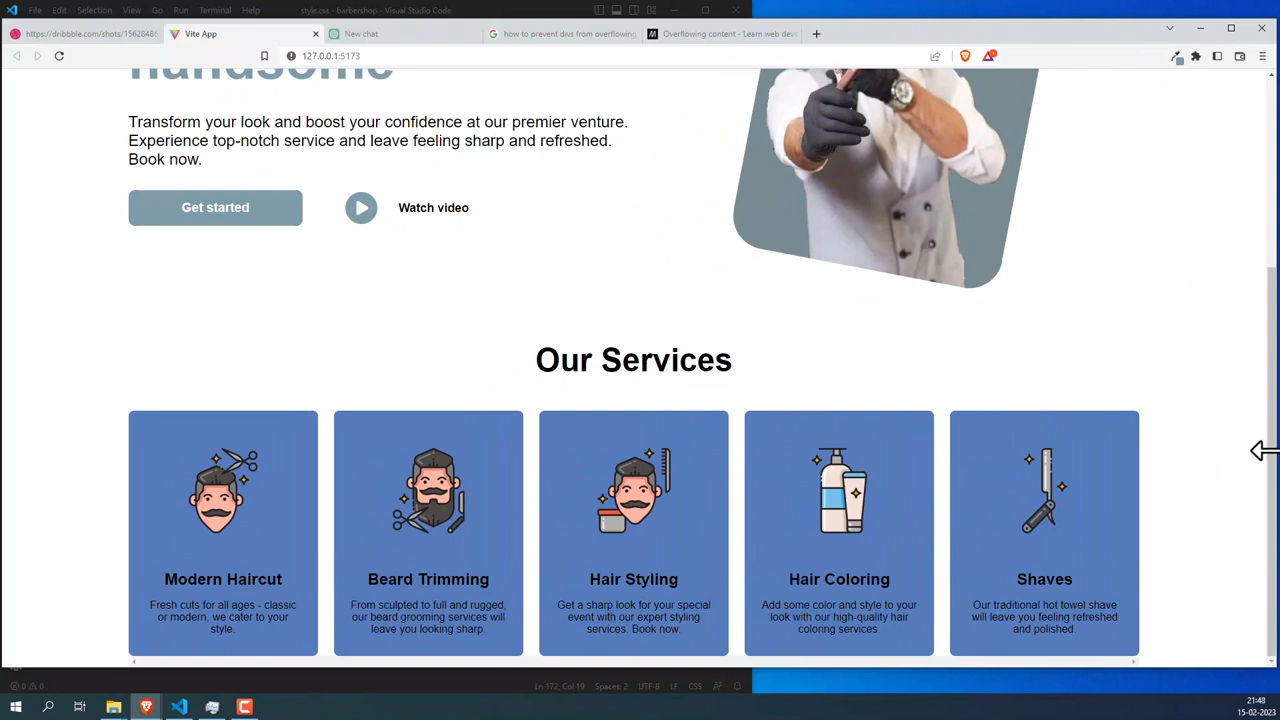 File Edit Selection View Go Run Terminal Help style.css - barbershop - Visual Studio Code
https://dribbble.com/shots/15628486 Vite App New chat how to prevent divs from overflowing Overflowing content - Learn web dev
127.0.0.1:5173
handsome
Transform your look and boost your confidence at our premier venture.
Experience top-notch service and leave feeling sharp and refreshed.
Book now.
Get started Watch video
Our Services
Modern Haircut
Fresh cuts for all ages - classic
or modern, we cater to your
style.
Beard Trimming
From sculpted to full and rugged,
our beard grooming services will
leave you looking sharp.
Hair Styling
Get a sharp look for your special
event with our expert styling
services. Book now.
Hair Coloring
Add some color and style to your
look with our high-quality hair
coloring services.
Shaves
Our traditional hot towel shave
will leave you feeling refreshed
and polished.
0 0 Ln 172, Col 19 Spaces: 2 UTF-8 LF CSS
21:48
15-02-2023